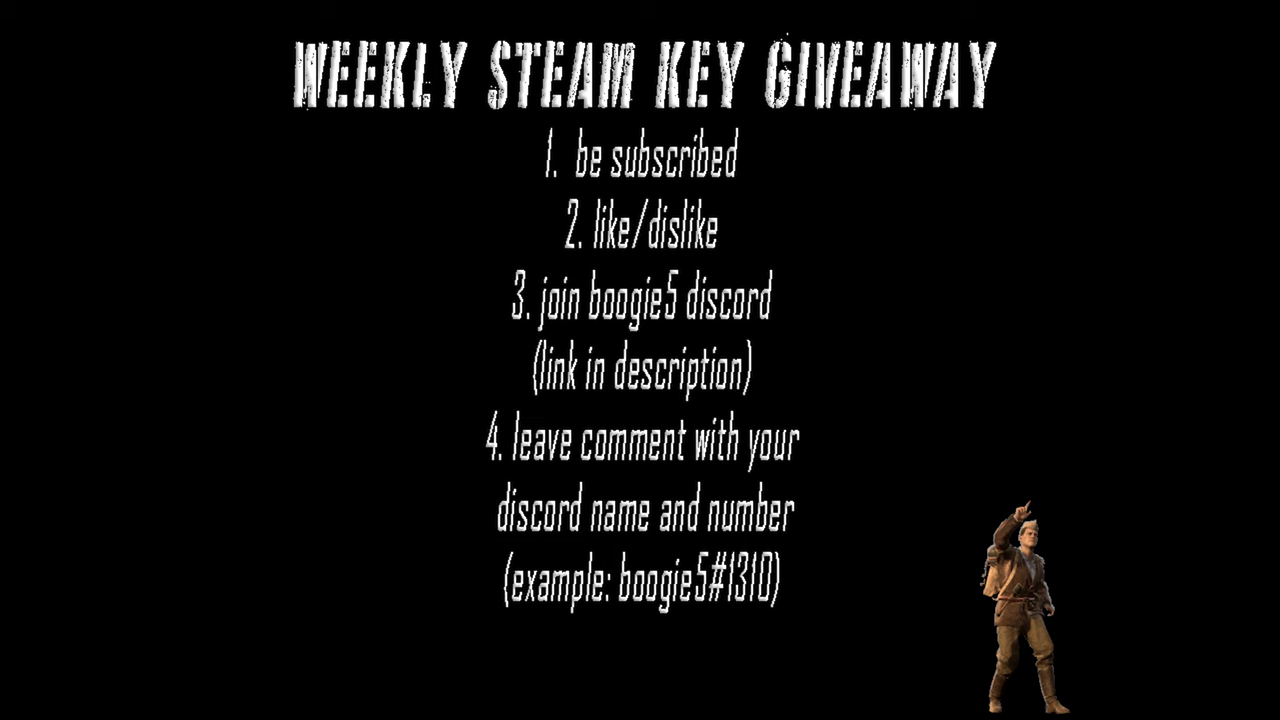 WEEKLY STEAM KEY GIVEAWAY
1. be subscribed
2. like/dislike
3. join boogie5 discord
(link in description)
4. leave comment with your
discord name and number
(example: boogie5#1310)